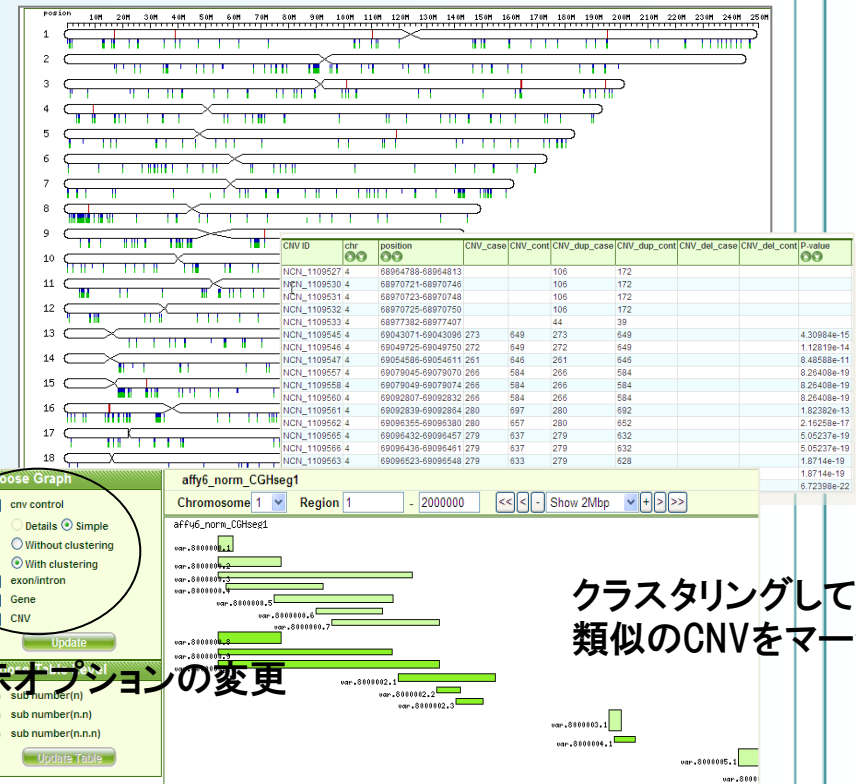 posion
10M 20M 30M 40M 50M 60M 70M 80M 90M 100M 110M 120M 130M 140M 150M 160M 170M 180M 190M 200M 210M 220M 230M 240M 250M
1
2
3
4
5
6
7
8
9
10
11
12
13
14
15
16
17
18
CNV ID chr position CNV_case CNV_cont CNV_dup_case CNV_dup_cont CNV_del_case CNV_del_cont P-value
NCN_1109527 4 68964788-68964813 106 172
NCN_1109530 4 68970721-68970746 106 172
NCN_1109531 4 68970723-68970748 106 172
NCN_1109532 4 68970725-68970750 106 172
NCN_1109533 4 68977382-68977407 44 39
NCN_1109545 4 69043071-69043096 273 649 273 649 4.30984e-15
NCN_1109546 4 69049725-69049750 272 649 272 649 1.12819e-14
NCN_1109547 4 69054586-69054611 261 646 261 646 8.48588e-11
NCN_1109557 4 69079045-69079070 266 584 266 584 8.26408e-19
NCN_1109558 4 69079049-69079074 266 584 266 584 8.26408e-19
NCN_1109560 4 69092807-69092832 266 584 266 584 8.26408e-19
NCN_1109561 4 69092839-69092864 280 697 280 692 1.82382e-13
NCN_1109562 4 69096355-69096380 280 657 280 652 2.16258e-17
NCN_1109565 4 69096432-69096457 279 637 279 632 5.05237e-19
NCN_1109564 4 69096436-69096461 279 637 279 632 5.05237e-19
NCN_1109563 4 69096523-69096548 279 633 279 628 1.8714e-19
1.8714e-19
6.72398e-22
oose Graph
cnv control
Details Simple
Without clustering
With clustering
exon/intron
Gene
CNV
Update
示オプションの変更
sub number(n)
sub number(n.n)
sub number(n.n.n)
Update Table
affy6_norm_CGHseg1
Chromosome 1 Region 1 - 2000000 << < - Show 2Mbp + > >>
affy6_norm_CGHseg1
var.8000000.1
var.8000000.2
var.8000000.3
var.8000000.4
var.8000000.5
var.8000000.6
var.8000000.7
var.8000000.8
var.8000000.9
var.8000002.1
var.8000002.2
var.8000002.3
var.8000003.1
var.8000004.1
var.8000005.1
var.8000
クラスタリングして
類似のCNVをマー